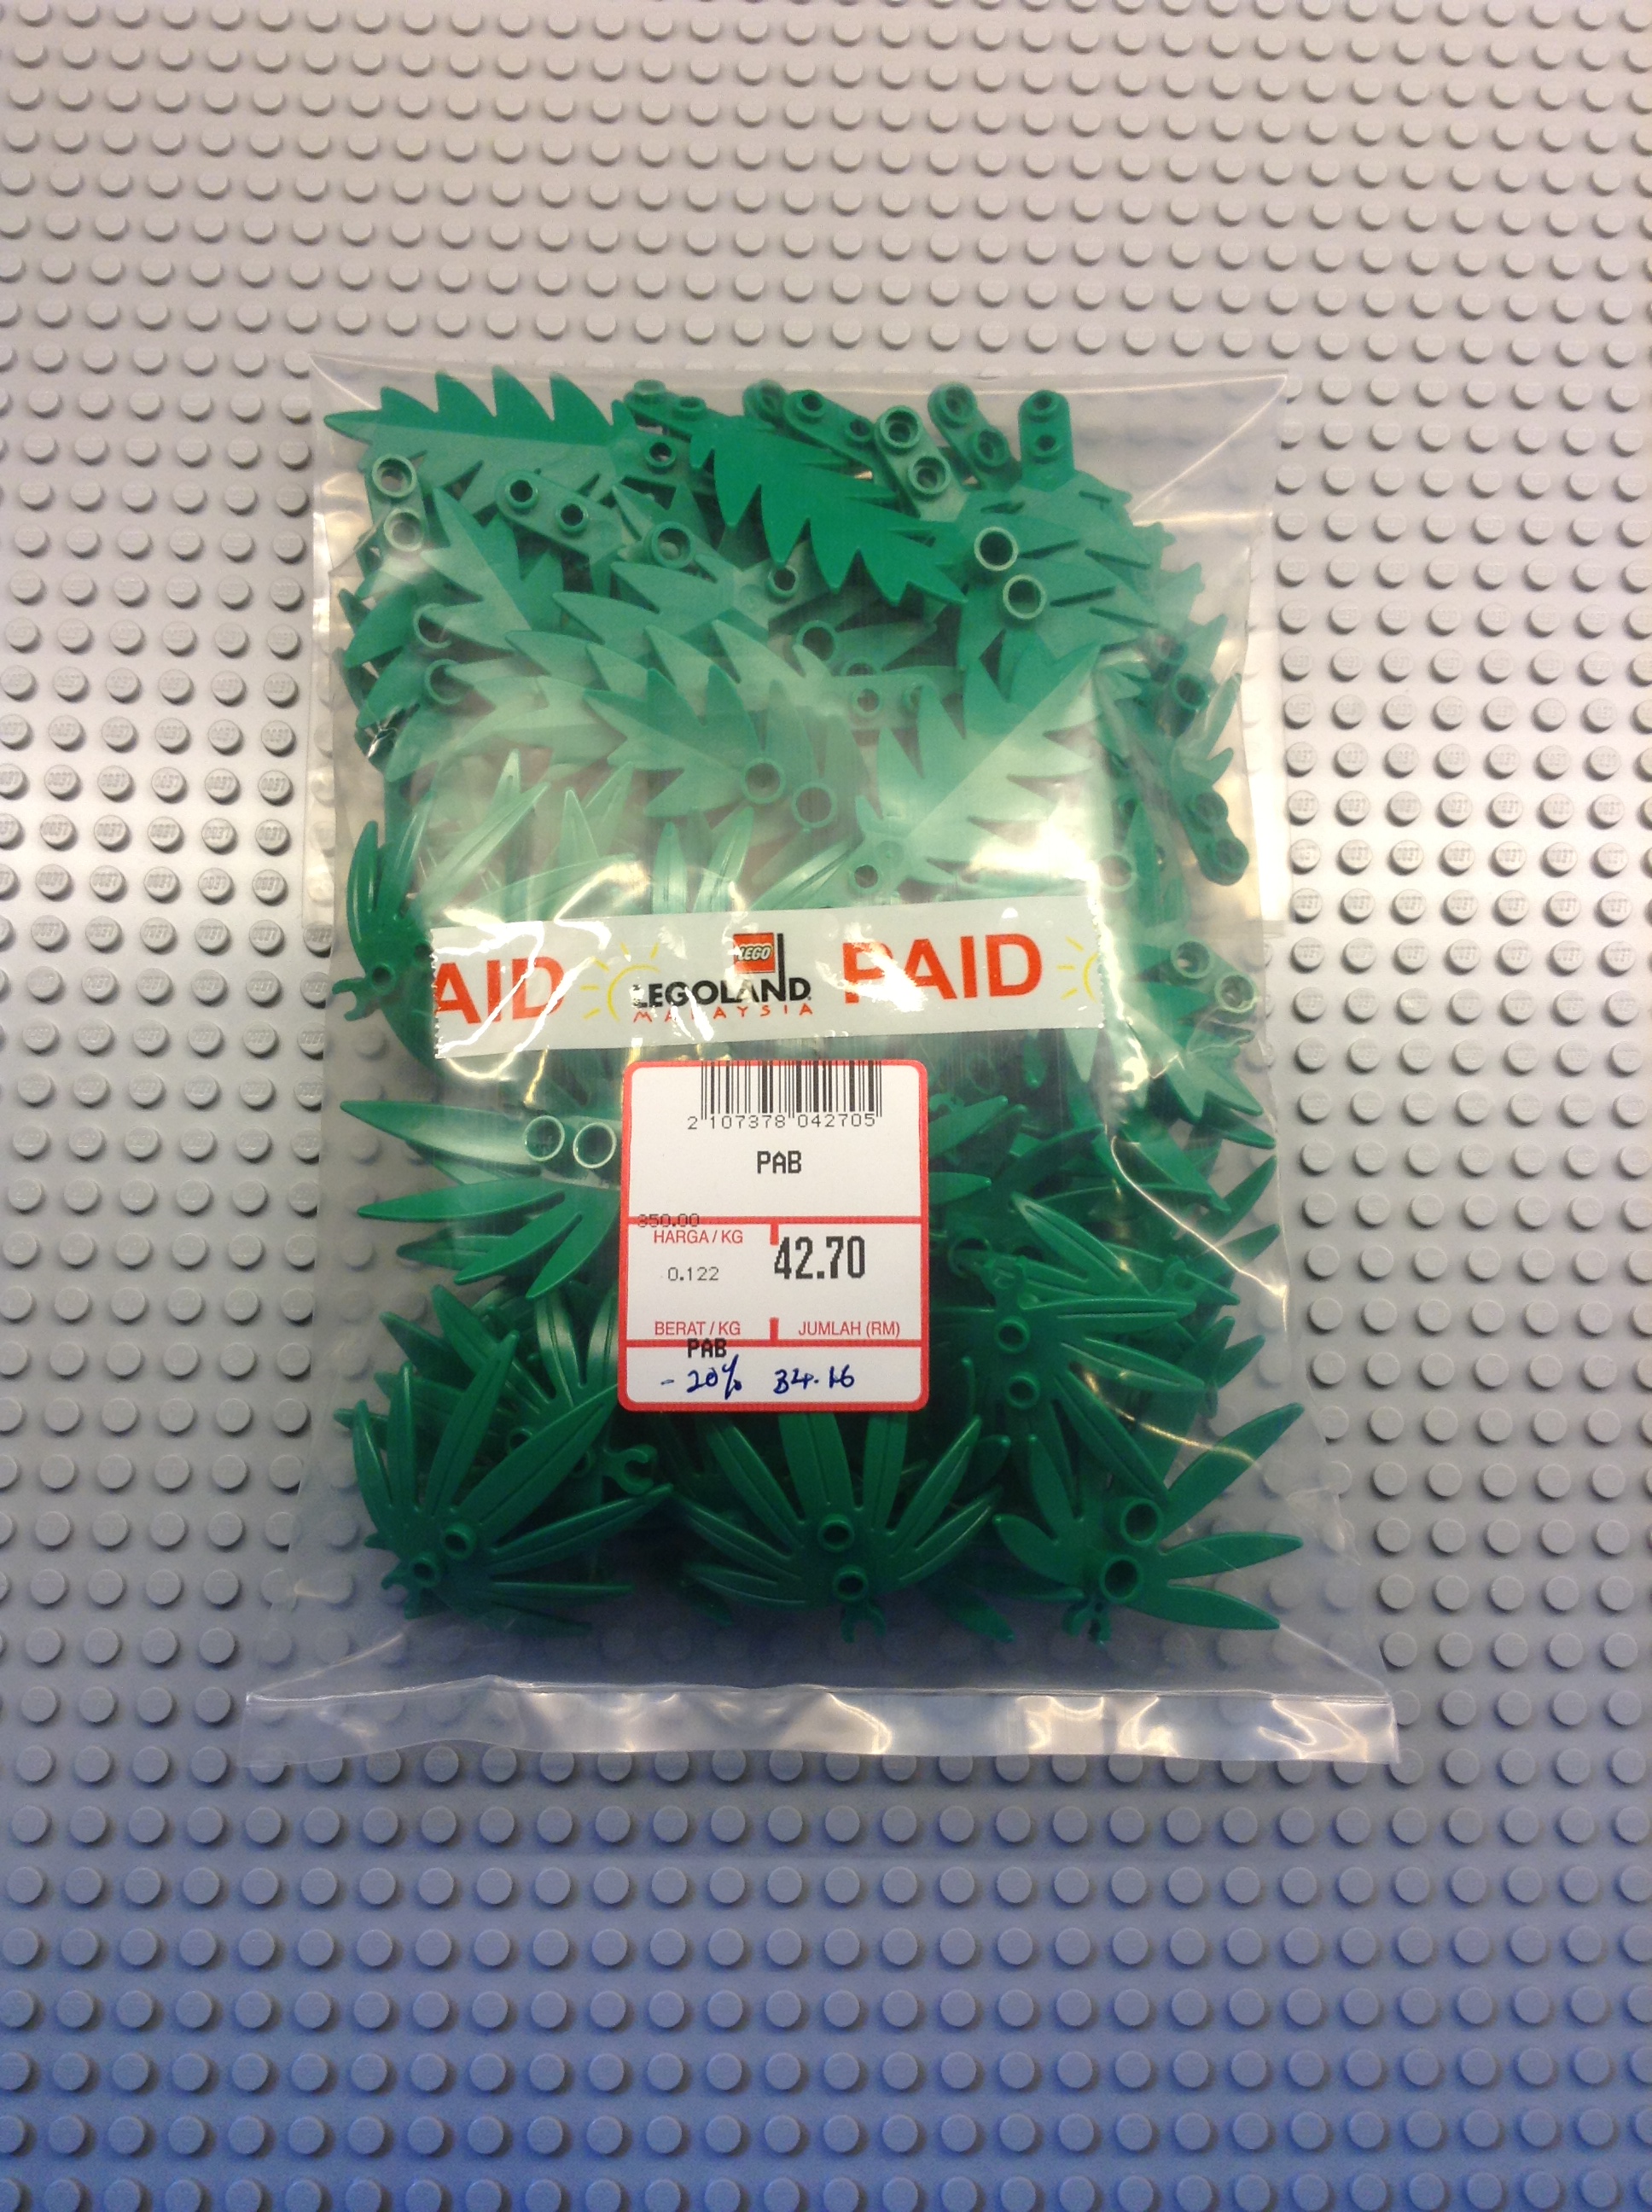 AID LEGO LEGOLAND MALAYSIA PAID
2 107378 042705
PAB
350.00
HARGA / KG 42.70
0.122
BERAT / KG JUMLAH (RM)
PAB
- 20% 34.16